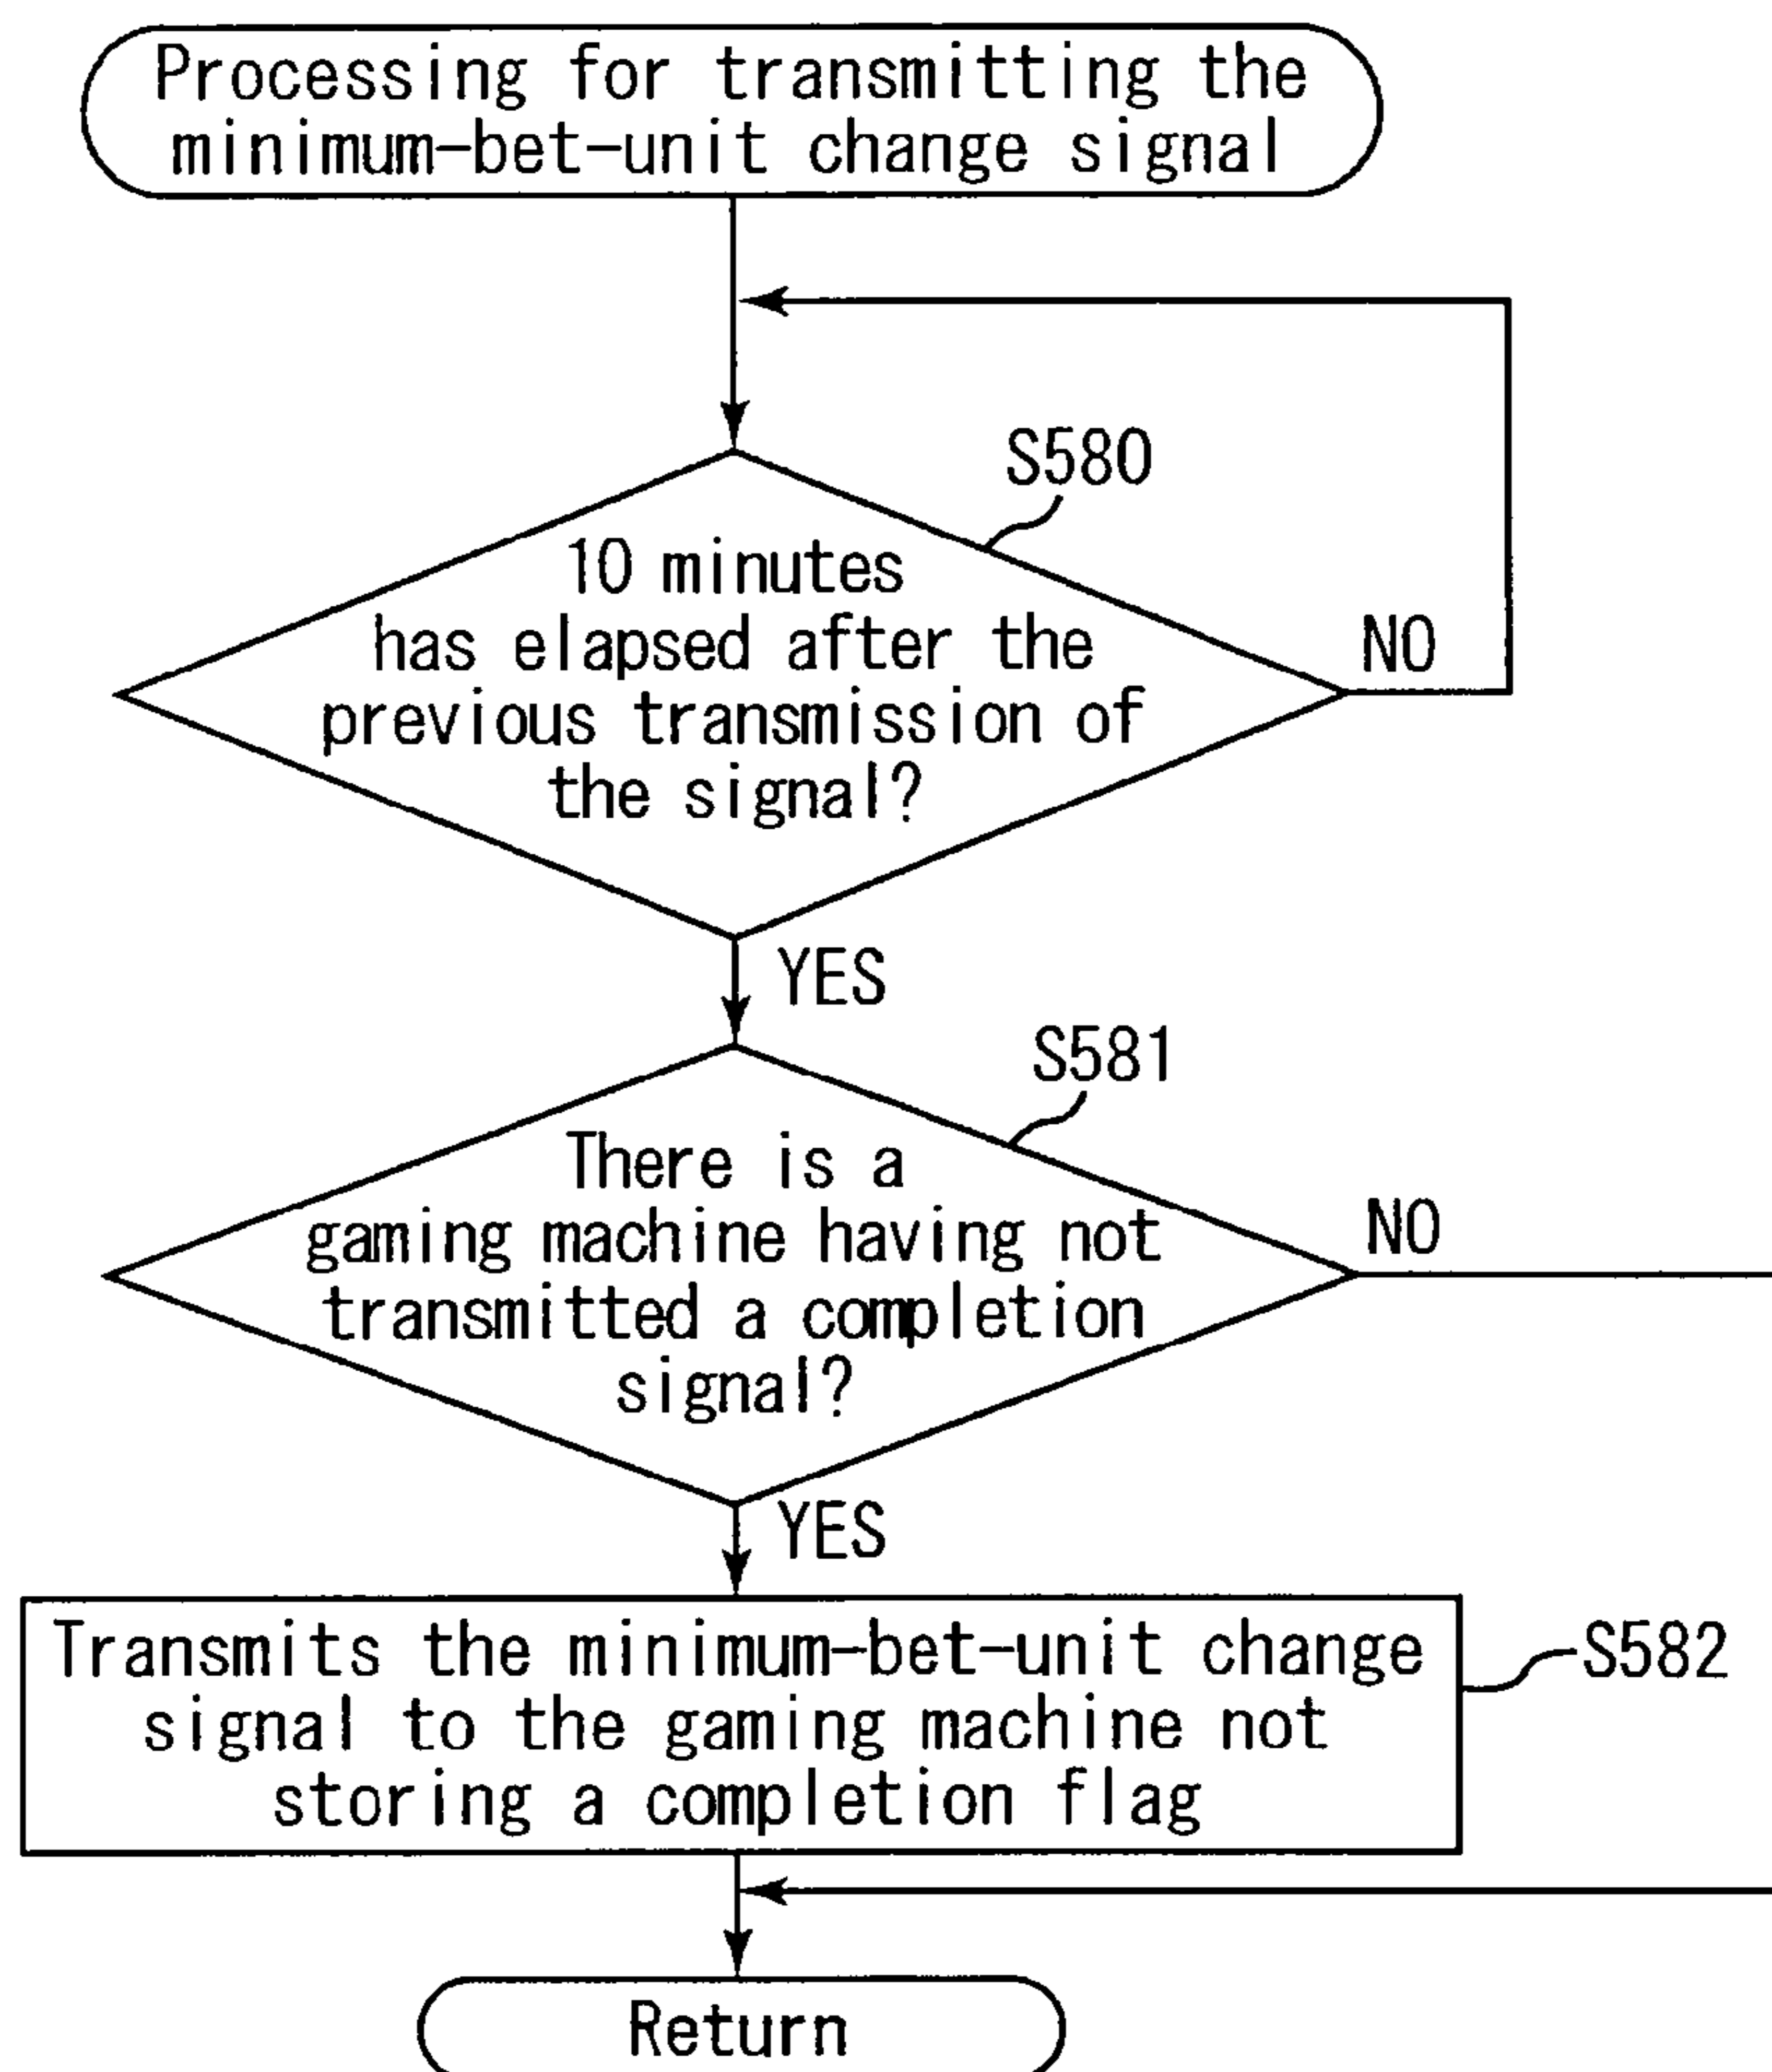 Processing for transmitting the
minimum-bet-unit change signal
S580
10 minutes
has elapsed after the
previous transmission of
the signal?
NO
YES
S581
There is a
gaming machine having not
transmitted a completion
signal?
NO
YES
Transmits the minimum-bet-unit change
signal to the gaming machine not
storing a completion flag
S582
Return